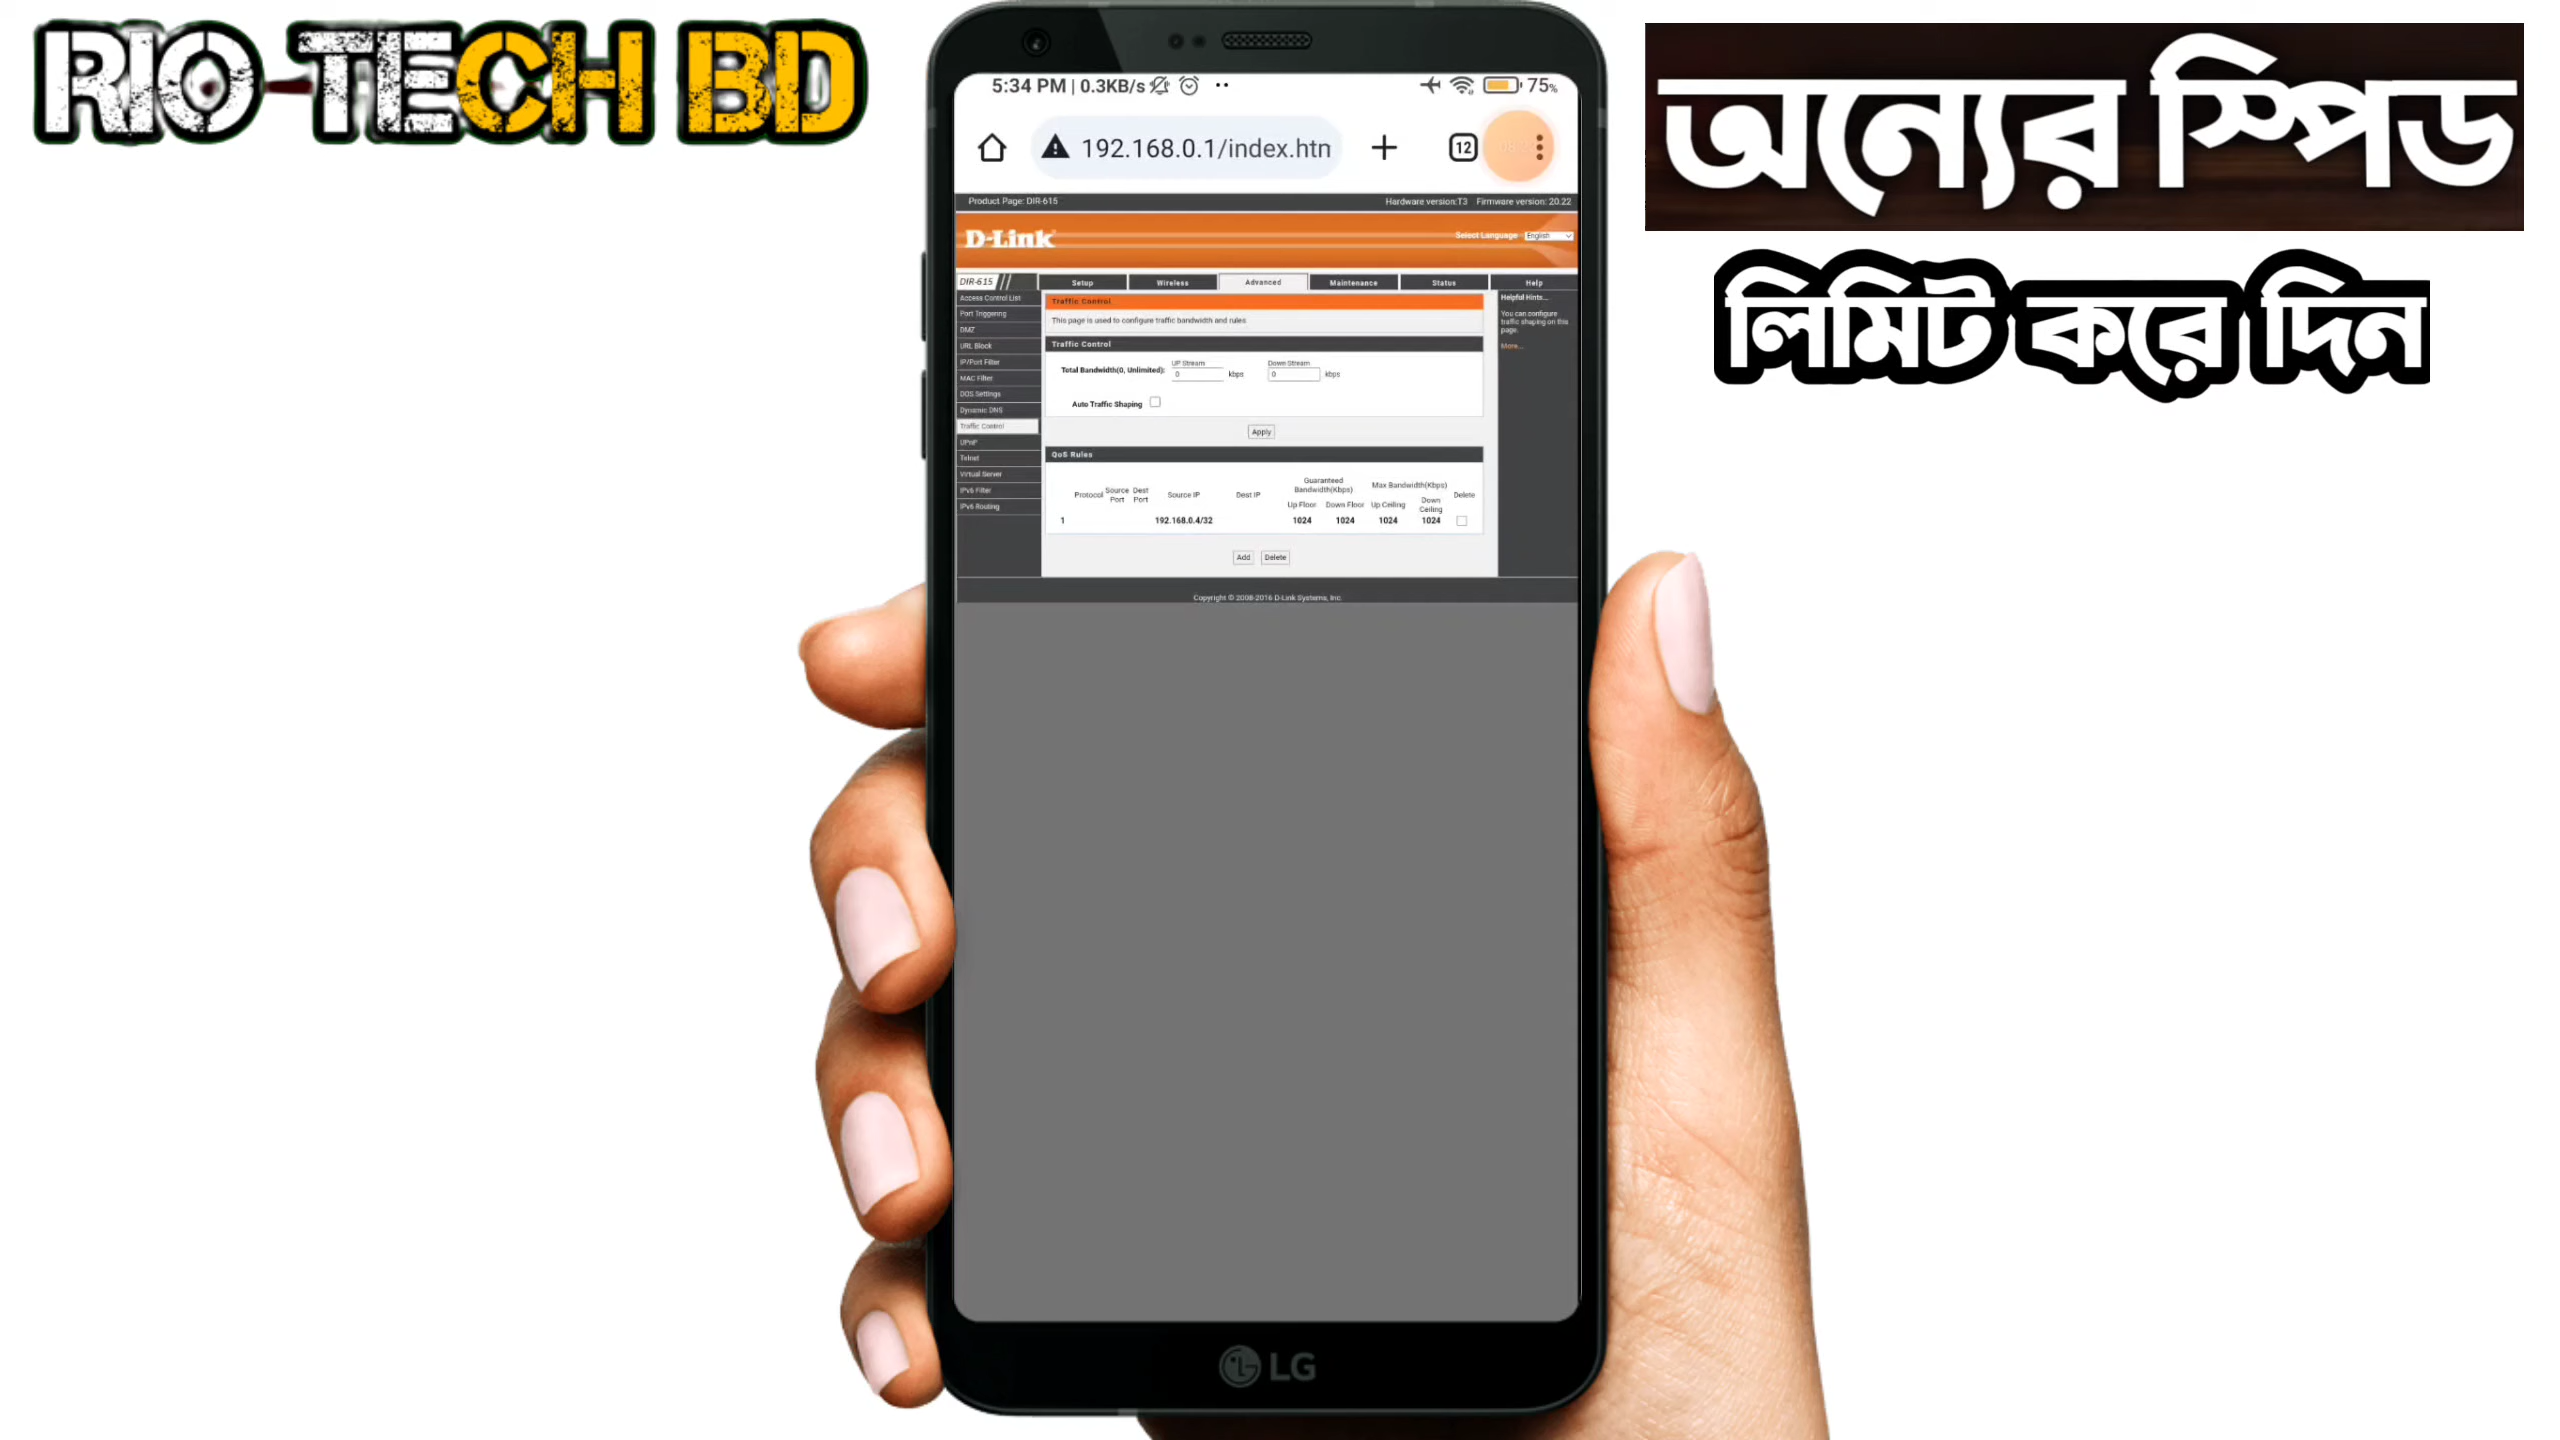 RIO-TECH BD
অন্যের স্পিড
লিমিট করে দিন
5:34 PM | 0.3KB/s
75%
192.168.0.1/index.htn
12
Product Page: DIR-615
Hardware version:T3 Firmware version: 20.22
D-Link
Select Language English
DIR-615
Setup Wireless Advanced Maintenance Status Help
Access Control List
Port Triggering
DMZ
URL Block
IP/Port Filter
MAC Filter
DOS Settings
Dynamic DNS
Traffic Control
UPnP
Telnet
Virtual Server
IPv6 Filter
IPv6 Routing
Traffic Control
This page is used to configure traffic bandwidth and rules
Traffic Control
UP Stream Down Stream
Total Bandwidth(0, Unlimited): 0 kbps 0 kbps
Auto Traffic Shaping
Apply
QoS Rules
Protocol Source Port Dest Port Source IP Dest IP Guaranteed Bandwidth(Kbps) Max Bandwidth(Kbps) Delete
Up Floor Down Floor Up Ceiling Down Ceiling
1 192.168.0.4/32 1024 1024 1024 1024
Add Delete
Helpful Hints...
You can configure
traffic shaping on this
page.
More...
Copyright © 2008-2016 D-Link Systems, Inc.
LG